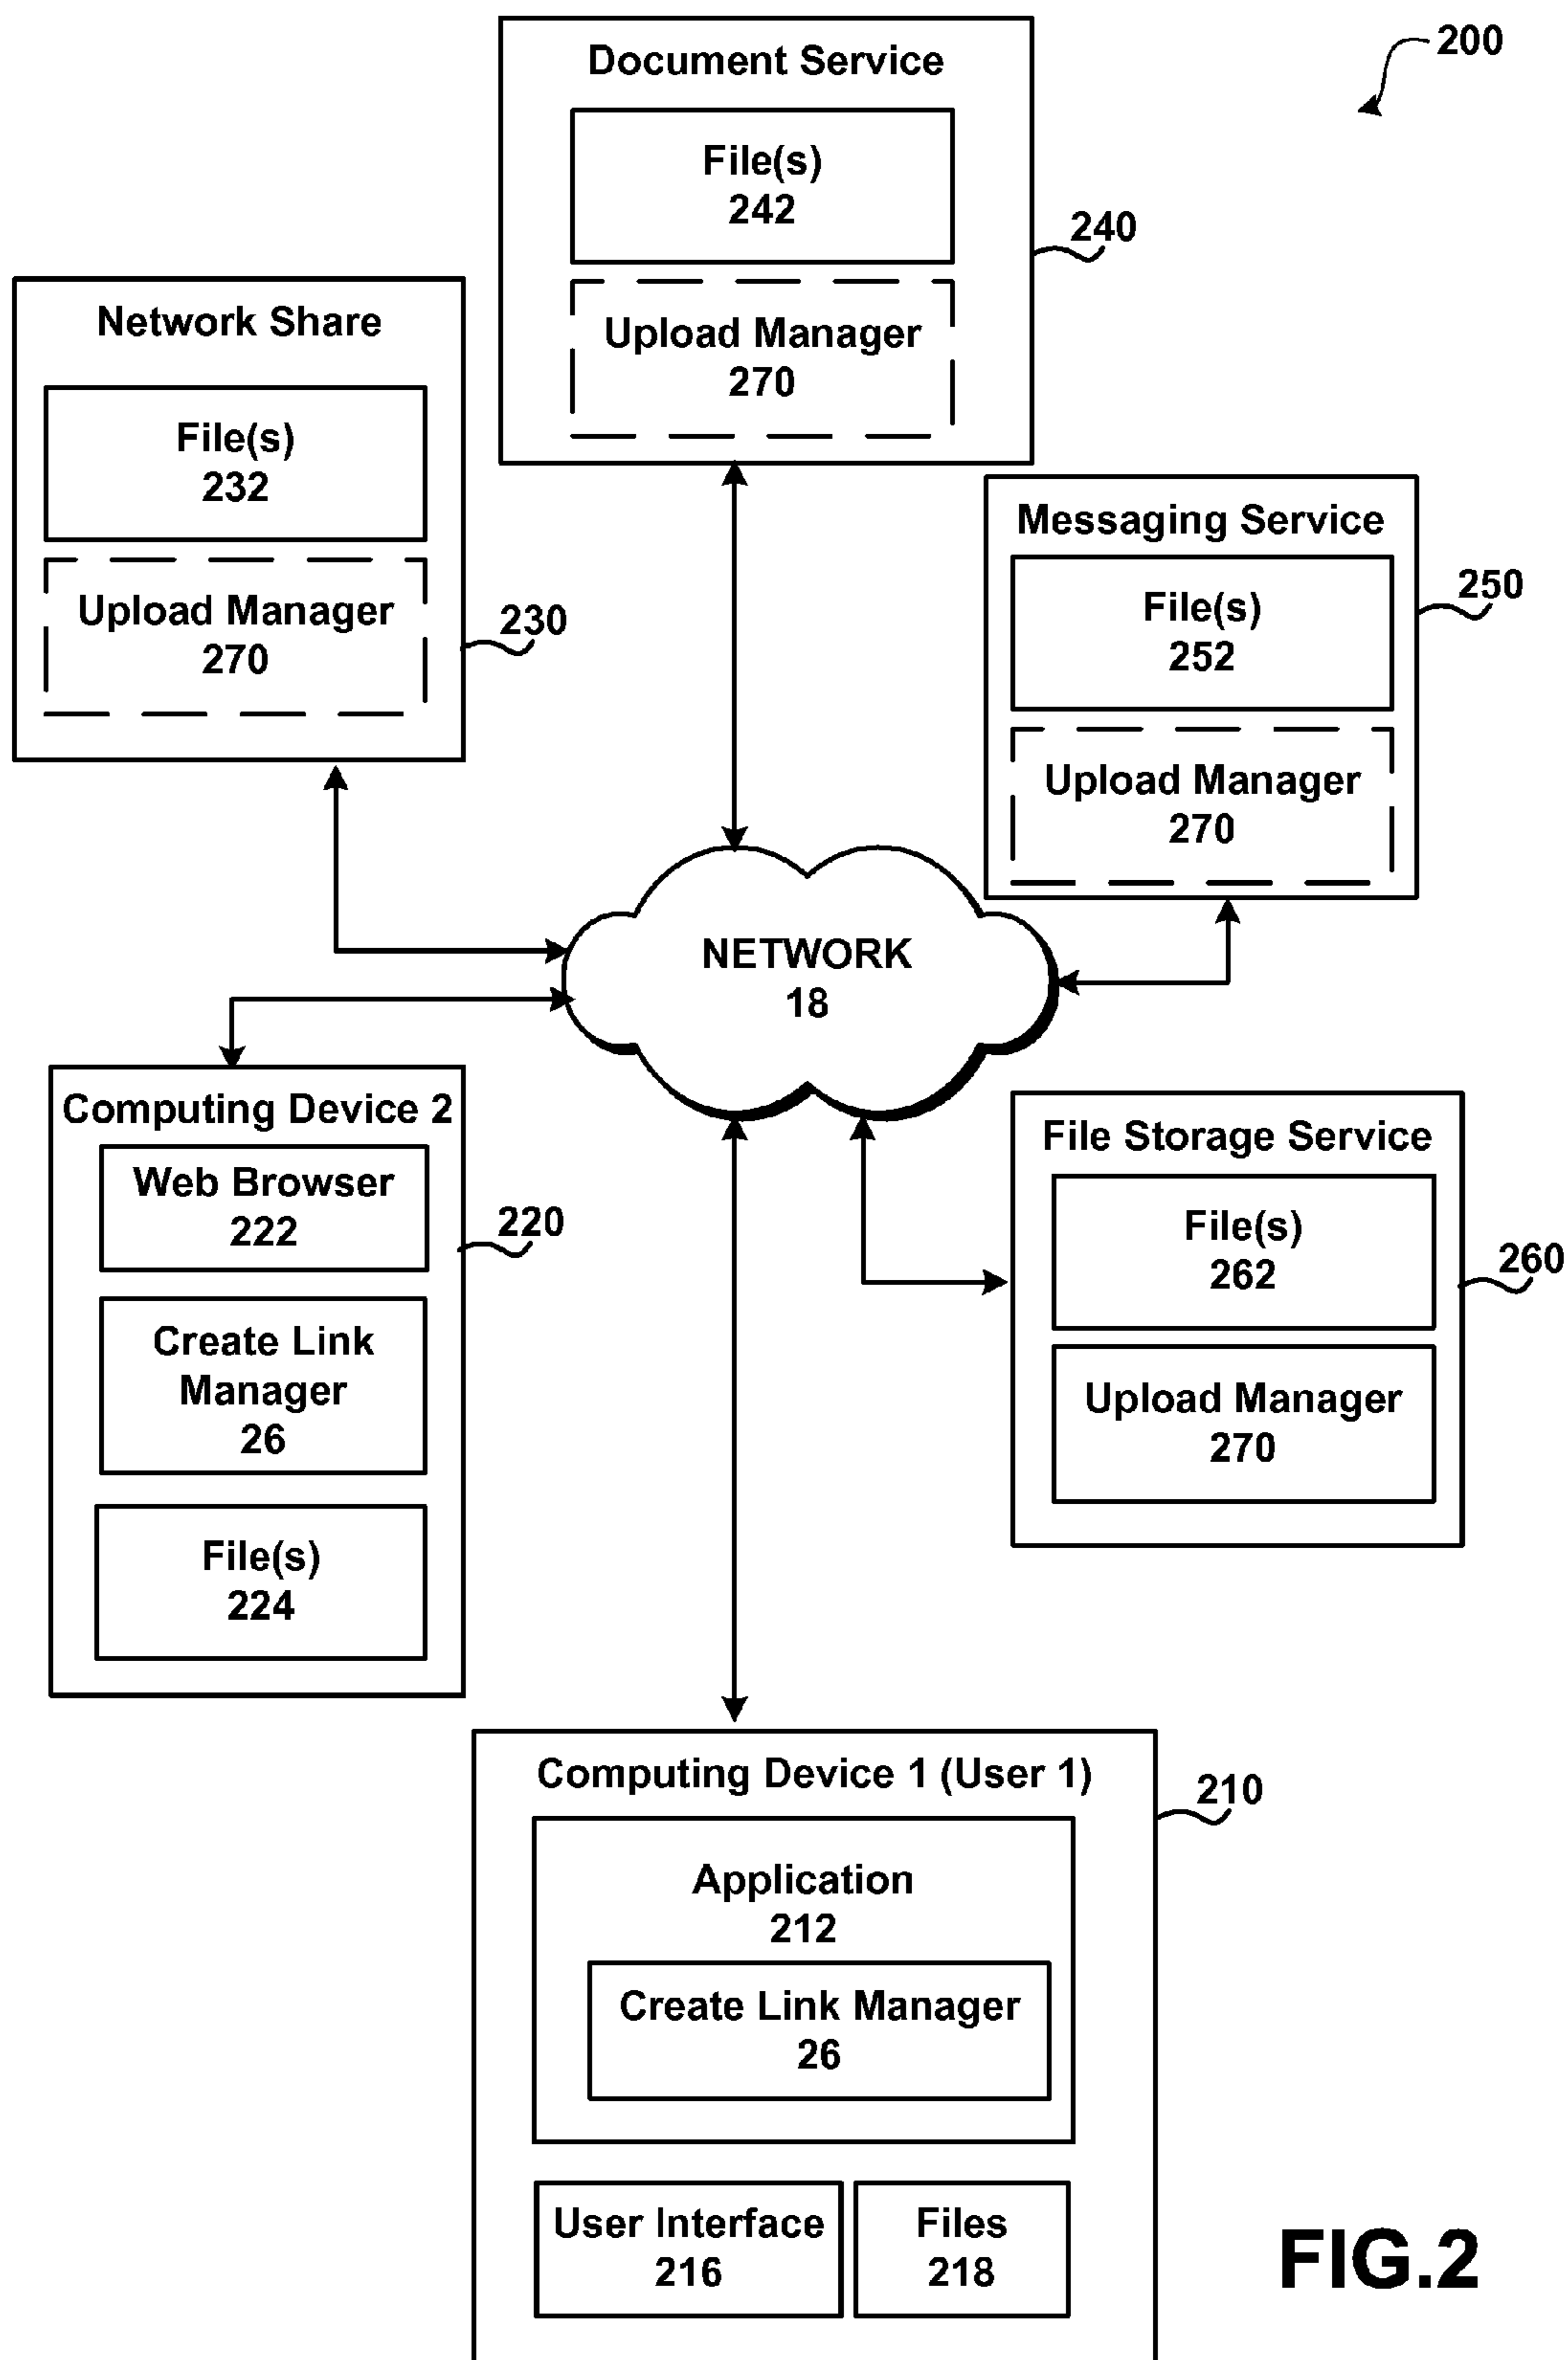 200
Document Service
File(s)
242
Upload Manager
270
240
Network Share
File(s)
232
Upload Manager
270
230
Messaging Service
File(s)
252
Upload Manager
270
250
NETWORK
18
Computing Device 2
Web Browser
222
Create Link
Manager
26
File(s)
224
220
File Storage Service
File(s)
262
Upload Manager
270
260
Computing Device 1 (User 1)
Application
212
Create Link Manager
26
User Interface
216
Files
218
210
FIG.2